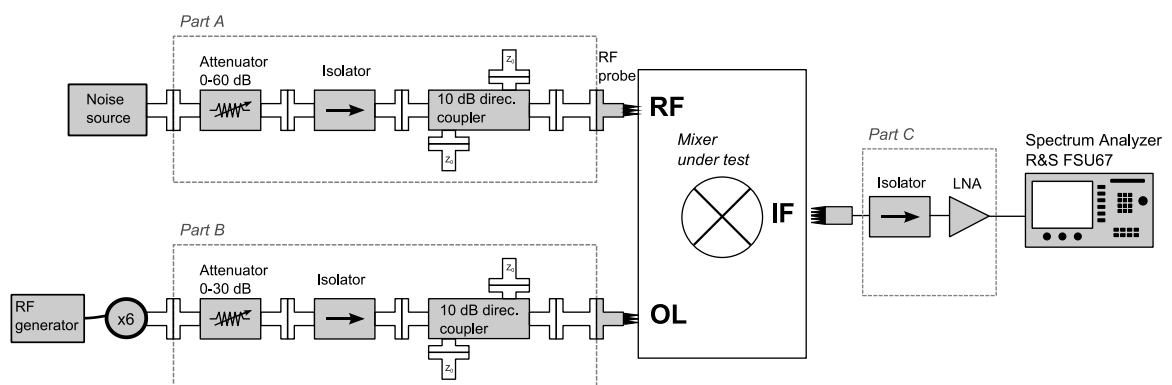 Part A
Noise
source
Attenuator
0-60 dB
Isolator
Z0
10 dB direc.
coupler
Z0
RF
probe
RF
Mixer
under test
IF
OL
Part B
RF
generator
x6
Attenuator
0-30 dB
Isolator
Z0
10 dB direc.
coupler
Z0
Part C
Isolator
LNA
Spectrum Analyzer
R&S FSU67